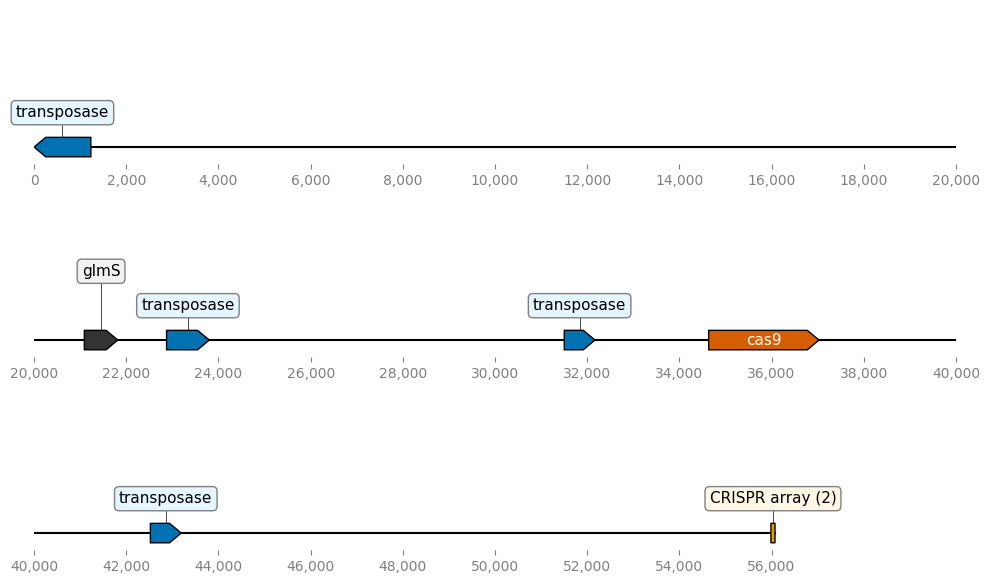 transposase
0 2,000 4,000 6,000 8,000 10,000 12,000 14,000 16,000 18,000 20,000
glmS
transposase transposase
cas9
20,000 22,000 24,000 26,000 28,000 30,000 32,000 34,000 36,000 38,000 40,000
transposase CRISPR array (2)
40,000 42,000 44,000 46,000 48,000 50,000 52,000 54,000 56,000